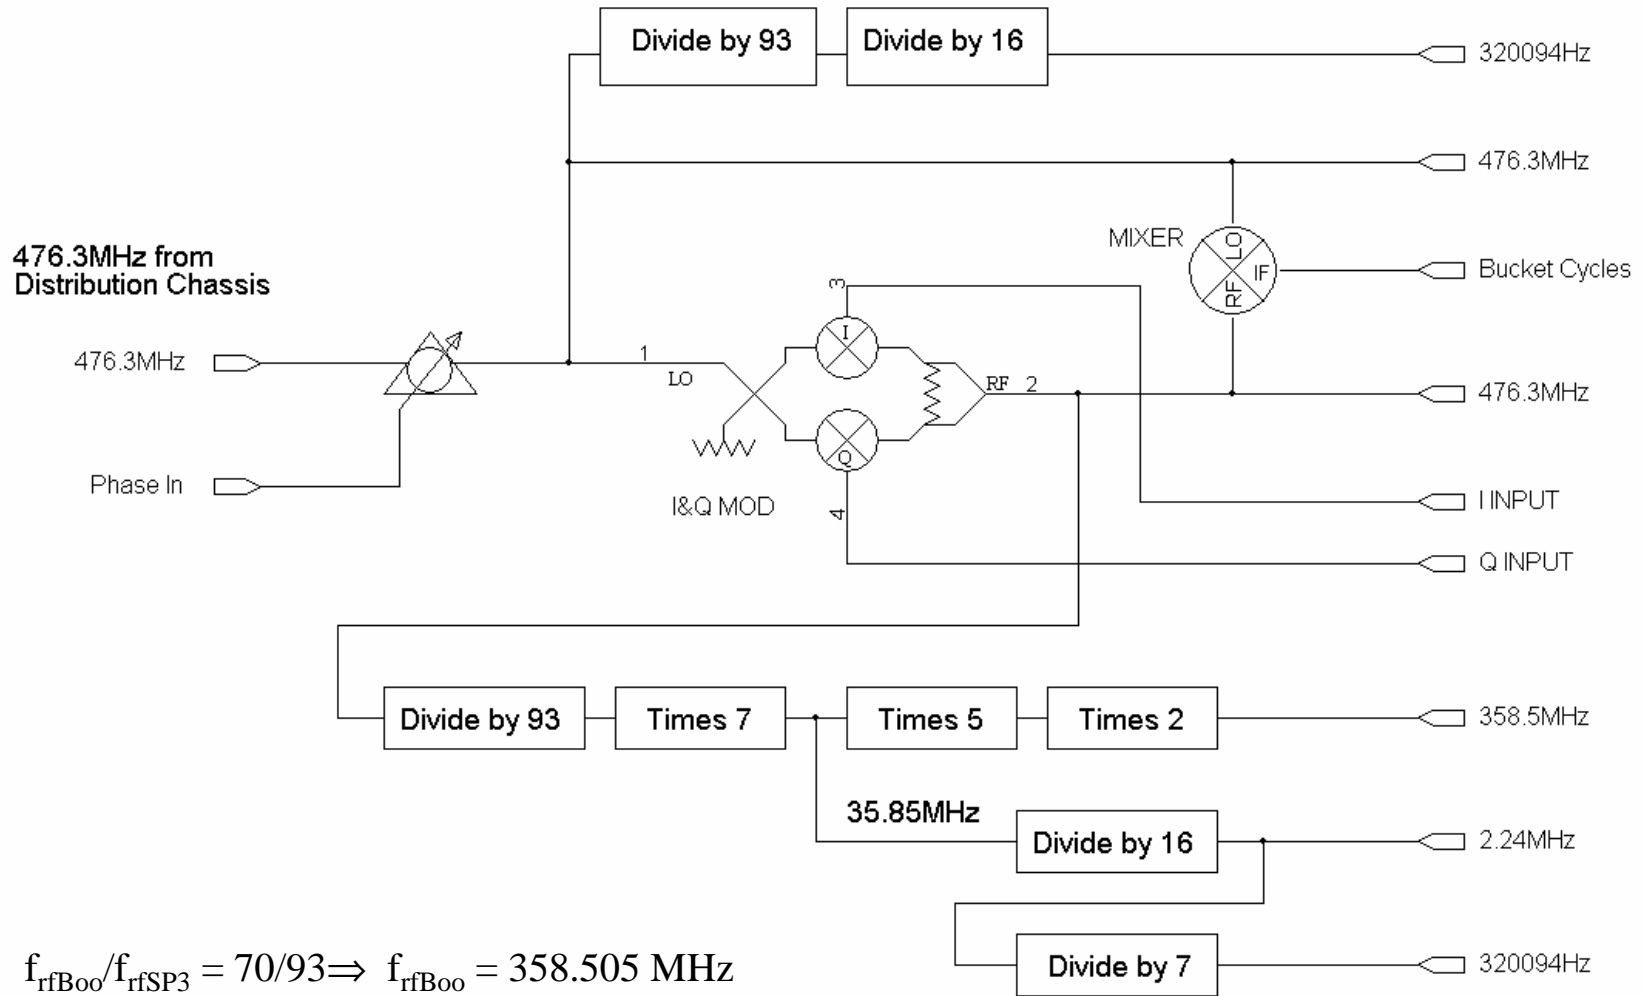 Divide by 93
Divide by 16
320094Hz
476.3MHz
476.3MHz from
Distribution Chassis
MIXER
LO
IF
RF
Bucket Cycles
3
I
476.3MHz
1
LO
RF
2
476.3MHz
Q
Phase In
I&Q MOD
4
I INPUT
Q INPUT
Divide by 93
Times 7
Times 5
Times 2
358.5MHz
35.85MHz
Divide by 16
2.24MHz
Divide by 7
320094Hz
f_rfBoo/f_rfSP3 = 70/93⇒ f_rfBoo = 358.505 MHz